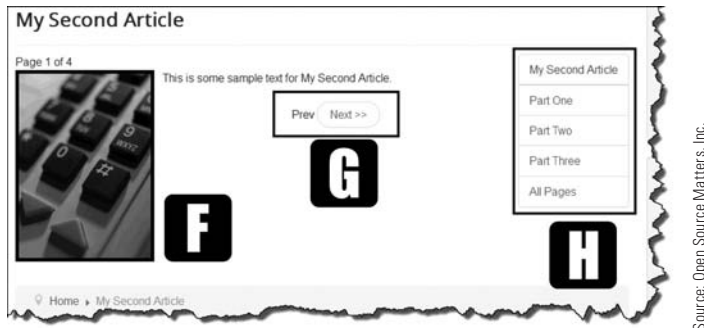 My Second Article
Page 1 of 4
This is some sample text for My Second Article.
Prev Next >>
My Second Article
Part One
Part Two
Part Three
All Pages
F
G
H
9
0
#
Home My Second Article
Source: Open Source Matters, Inc.